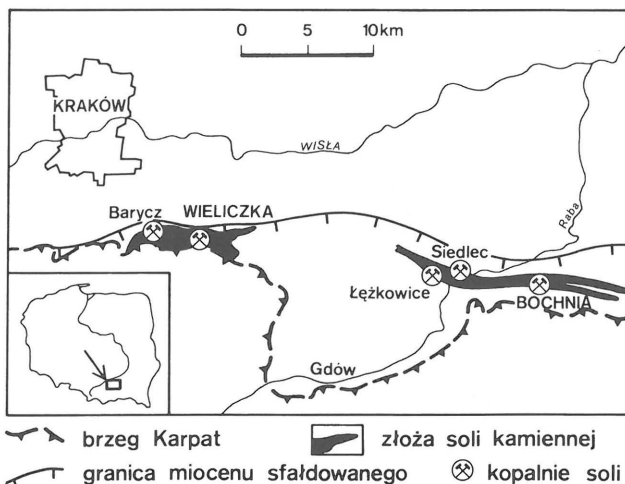 0 5 10km
KRAKÓW
WISŁA
Raba
Barycz WIELICZKA
Siedlec
Łężkowice
BOCHNIA
Gdów
brzeg Karpat
złoża soli kamiennej
granica miocenu sfałdowanego
kopalnie soli